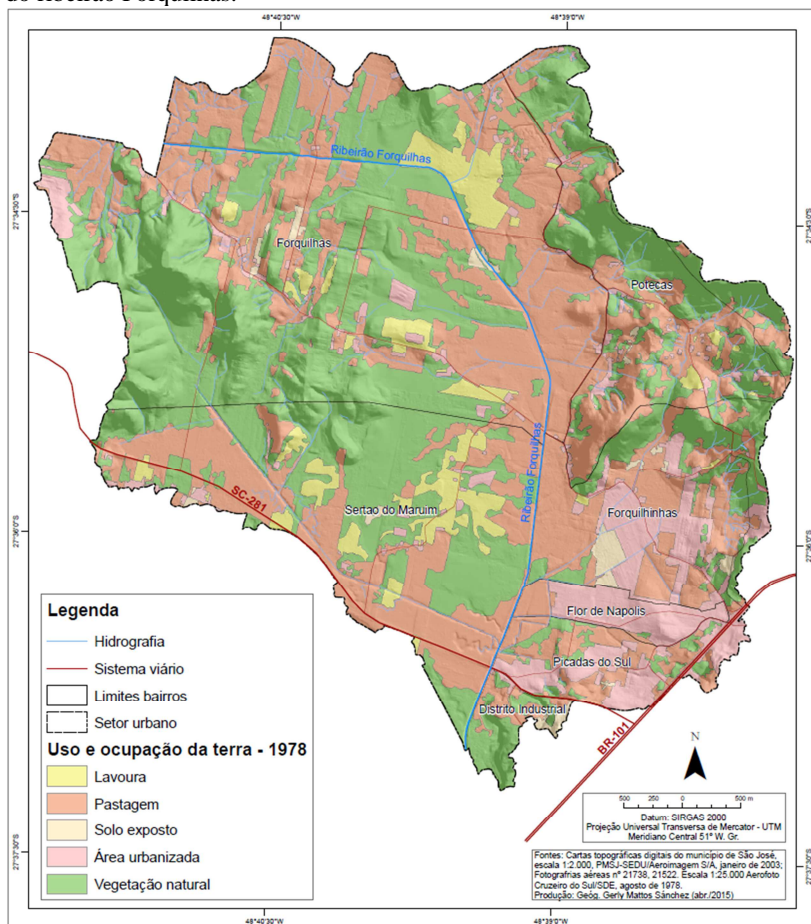 do ribeirão Forquilhas.
48°40'30"W
48°39'0"W
27°34'30"S
27°34'30"S
Ribeirão Forquilhas
Forquilhas
Potecas
Ribeirão Forquilhas
SC-281
Sertao do Maruim
Forquilhinhas
27°36'0"S
27°36'0"S
Flor de Napolis
Picadas do Sul
Distrito Industrial
BR-101
Legenda
Hidrografia
Sistema viário
Limites bairros
Setor urbano
Uso e ocupação da terra - 1978
Lavoura
Pastagem
Solo exposto
Área urbanizada
Vegetação natural
N
500 250 0 500 m
Datum: SIRGAS 2000
Projeção Universal Transversa de Mercator - UTM
Meridiano Central 51° W. Gr.
Fontes: Cartas topográficas digitais do município de São José,
escala 1:2.000, PMSJ-SEDU/Aeroimagem S/A, janeiro de 2003;
Fotografrias aéreas nº 21738, 21522. Escala 1:25.000 Aerofoto
Cruzeiro do Sul/SDE, agosto de 1978.
Produção: Geóg. Gerly Mattos Sánchez (abr./2015)
27°37'30"S
27°37'30"S
48°40'30"W
48°39'0"W